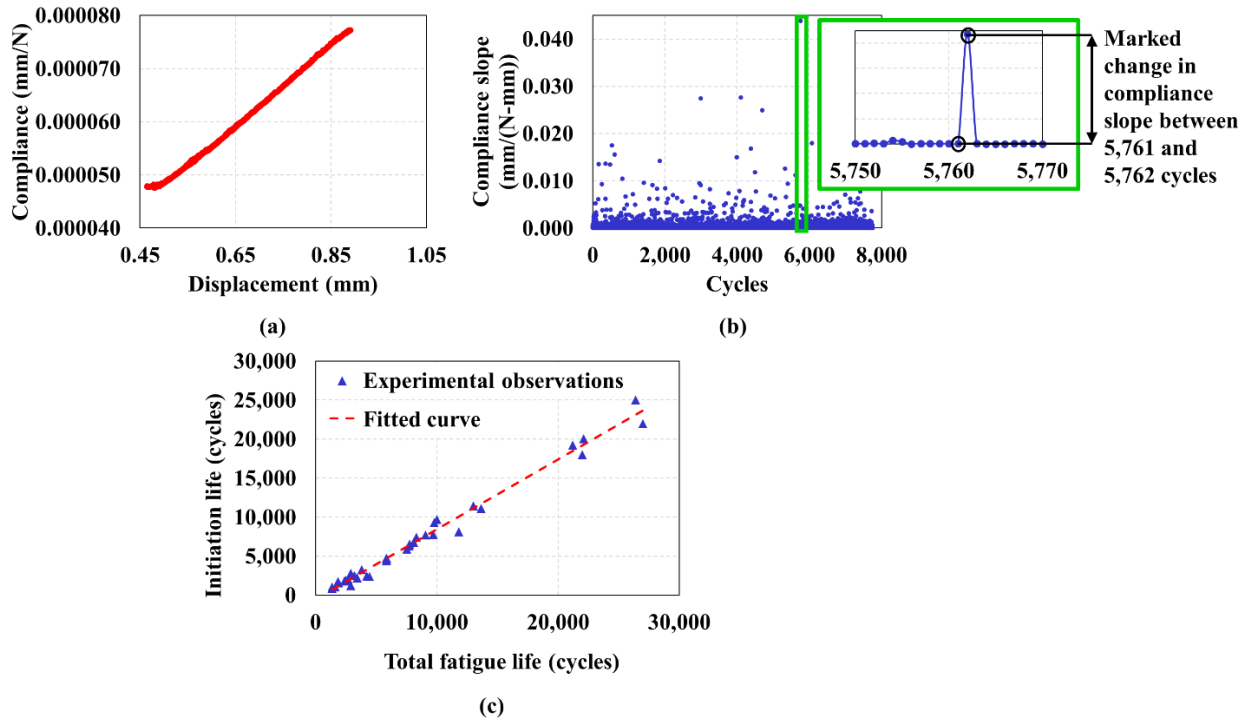 Compliance (mm/N)
0.000080
0.000070
0.000060
0.000050
0.000040
0.45 0.65 0.85 1.05
Displacement (mm)
(a)
Compliance slope
(mm/(N-mm))
0.040
0.030
0.020
0.010
0.000
0 2,000 4,000 6,000 8,000
Cycles
(b)
5,750 5,760 5,770
Marked
change in
compliance
slope between
5,761 and
5,762 cycles
Initiation life (cycles)
30,000
25,000
20,000
15,000
10,000
5,000
0
Experimental observations
Fitted curve
0 10,000 20,000 30,000
Total fatigue life (cycles)
(c)